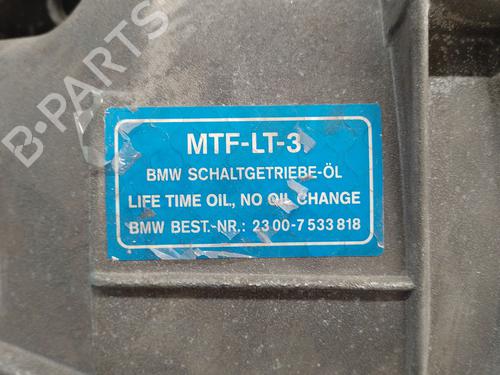 B-PARTS
MTF-LT-3
BMW SCHALTGETRIEBE-ÖL
LIFE TIME OIL, NO OIL CHANGE
BMW BEST.-NR.: 23 00-7 533 818